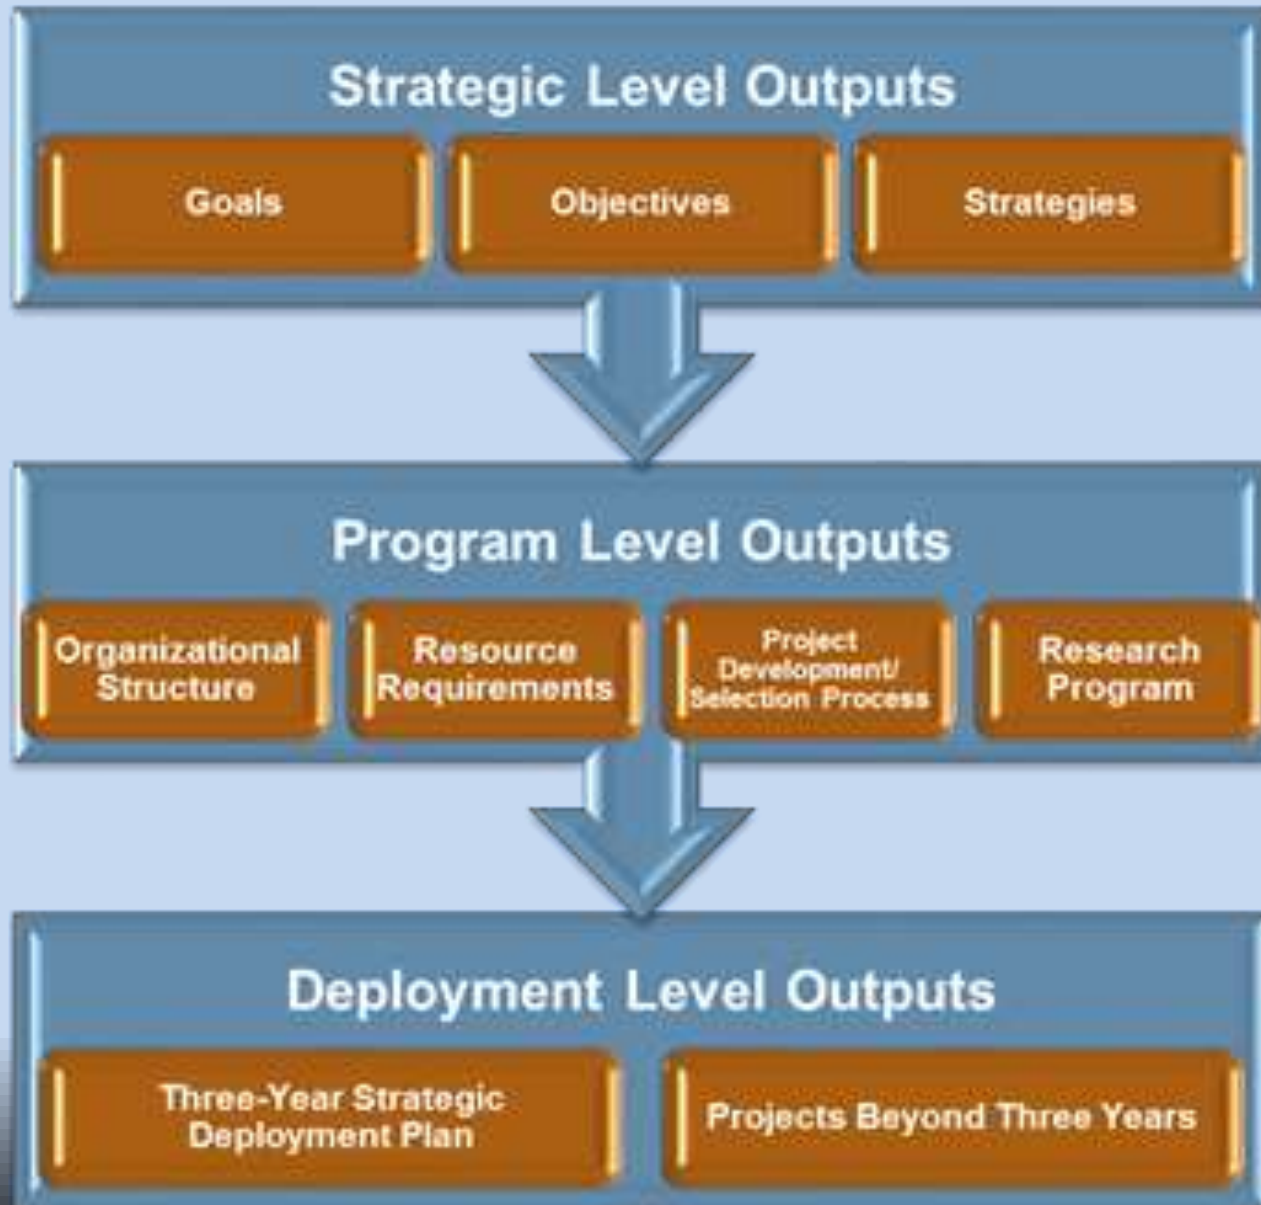 Strategic Level Outputs
Goals
Objectives
Strategies
Program Level Outputs
Organizational
Structure
Resource
Requirements
Project
Development/
Selection Process
Research
Program
Deployment Level Outputs
Three-Year Strategic
Deployment Plan
Projects Beyond Three Years